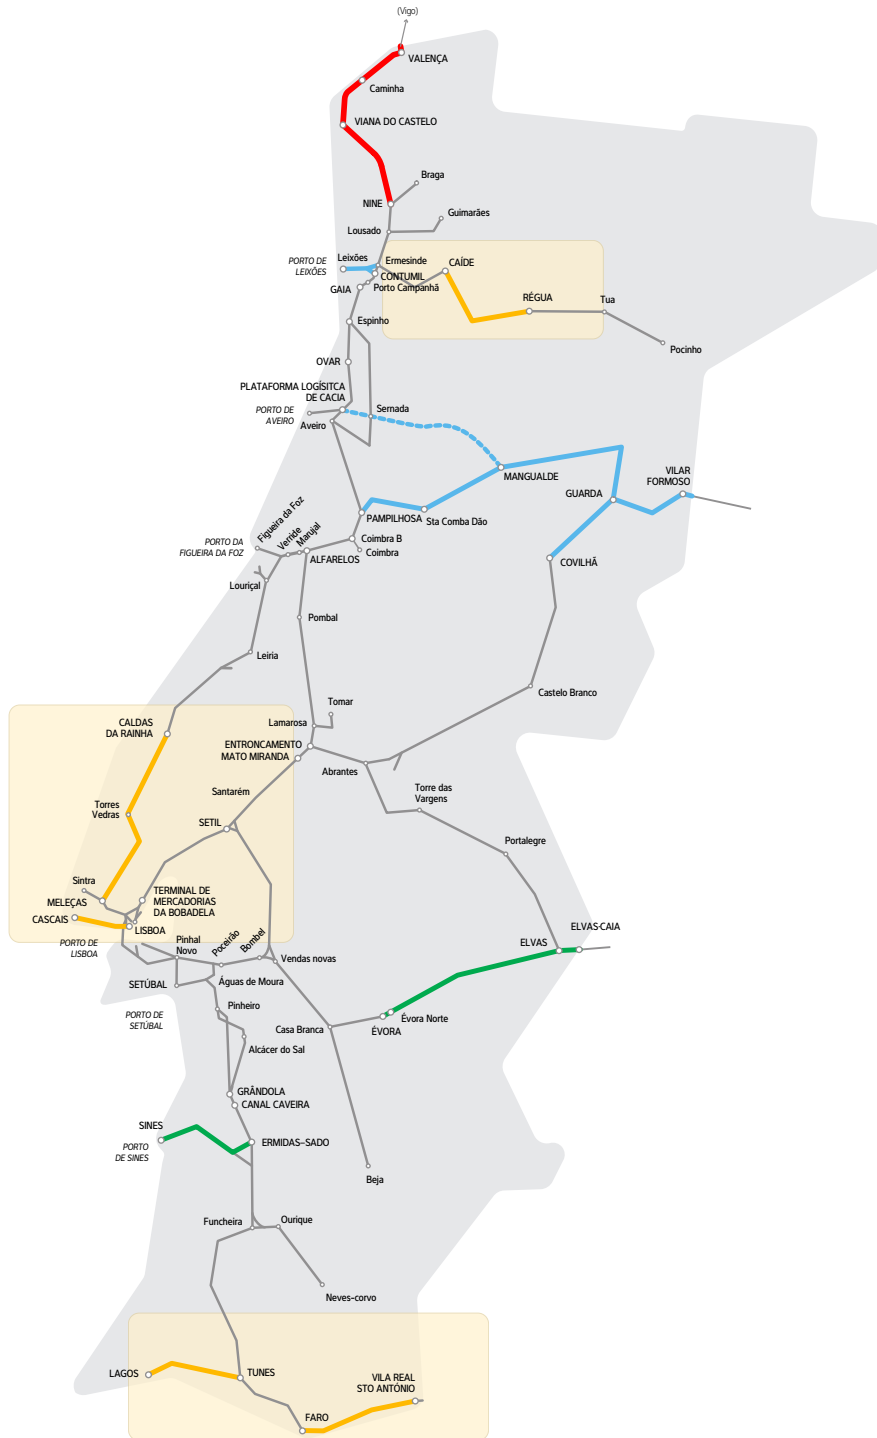 (Vigo)
VALENÇA
Caminha
VIANA DO CASTELO
Braga
NINE
Guimarães
Lousado
PORTO DE
LEIXÕES
Leixões
Ermesinde
CAÍDE
CONTUMIL
Porto Campanhã
GAIA
RÉGUA
Tua
Espinho
Pocinho
OVAR
PLATAFORMA LOGÍSITCA
DE CACIA
PORTO DE
AVEIRO
Sernada
Aveiro
MANGUALDE
VILAR
FORMOSO
GUARDA
PAMPILHOSA
Sta Comba Dão
Figueira da Foz
Verride
Marujal
PORTO DA
FIGUEIRA DA FOZ
Coimbra B
Coimbra
ALFARELOS
COVILHÃ
Louriçal
Pombal
Leiria
Castelo Branco
Tomar
CALDAS
DA RAINHA
Lamarosa
ENTRONCAMENTO
MATO MIRANDA
Abrantes
Santarém
Torre das
Vargens
Torres
Vedras
SETIL
Portalegre
Sintra
MELEÇAS
TERMINAL DE
MERCADORIAS
DA BOBADELA
CASCAIS
LISBOA
ELVAS-CAIA
ELVAS
PORTO DE
LISBOA
Pinhal
Novo
Poceirão
Bombel
Vendas novas
SETÚBAL
Águas de Moura
Pinheiro
PORTO DE
SETÚBAL
Évora Norte
Casa Branca
ÉVORA
Alcácer do Sal
GRÂNDOLA
CANAL CAVEIRA
SINES
PORTO
DE SINES
ERMIDAS-SADO
Beja
Funcheira
Ourique
Neves-corvo
LAGOS
TUNES
VILA REAL
STO ANTÓNIO
FARO